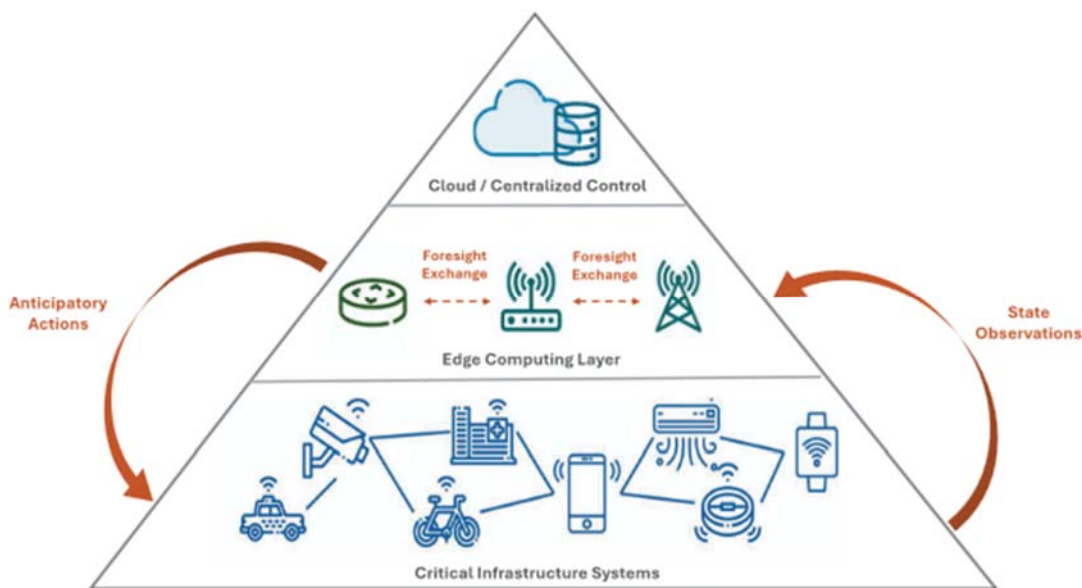 Cloud / Centralized Control
Foresight
Exchange
Foresight
Exchange
Anticipatory
Actions
State
Observations
Edge Computing Layer
Critical Infrastructure Systems